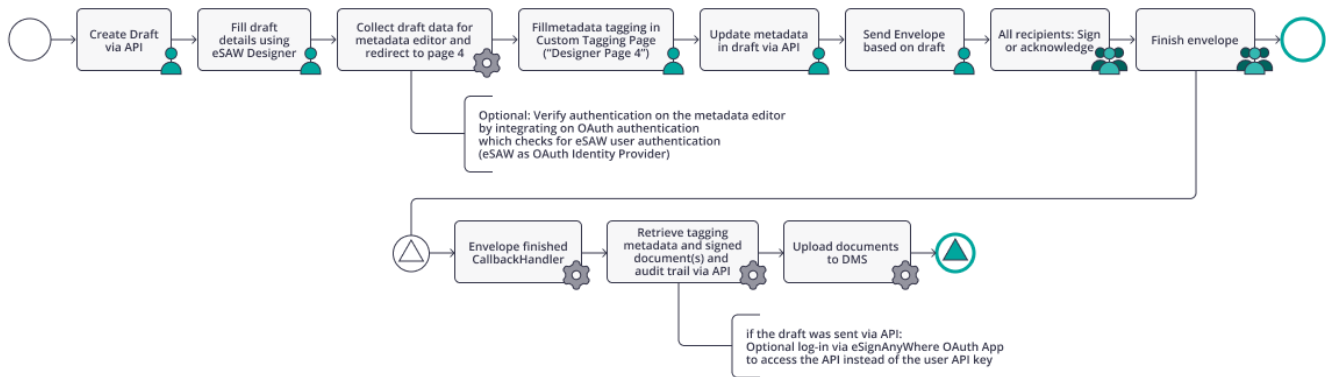 Create Draft
via API
Fill draft
details using
eSAW Designer
Collect draft data for
metadata editor and
redirect to page 4
Fillmetadata tagging in
Custom Tagging Page
("Designer Page 4")
Update metadata
in draft via API
Send Envelope
based on draft
All recipients: Sign
or acknowledge
Finish envelope
Optional: Verify authentication on the metadata editor
by integrating on OAuth authentication
which checks for eSAW user authentication
(eSAW as OAuth Identity Provider)
Envelope finished
CallbackHandler
Retrieve tagging
metadata and signed
document(s) and
audit trail via API
Upload documents
to DMS
if the draft was sent via API:
Optional log-in via eSignAnyWhere OAuth App
to access the API instead of the user API key